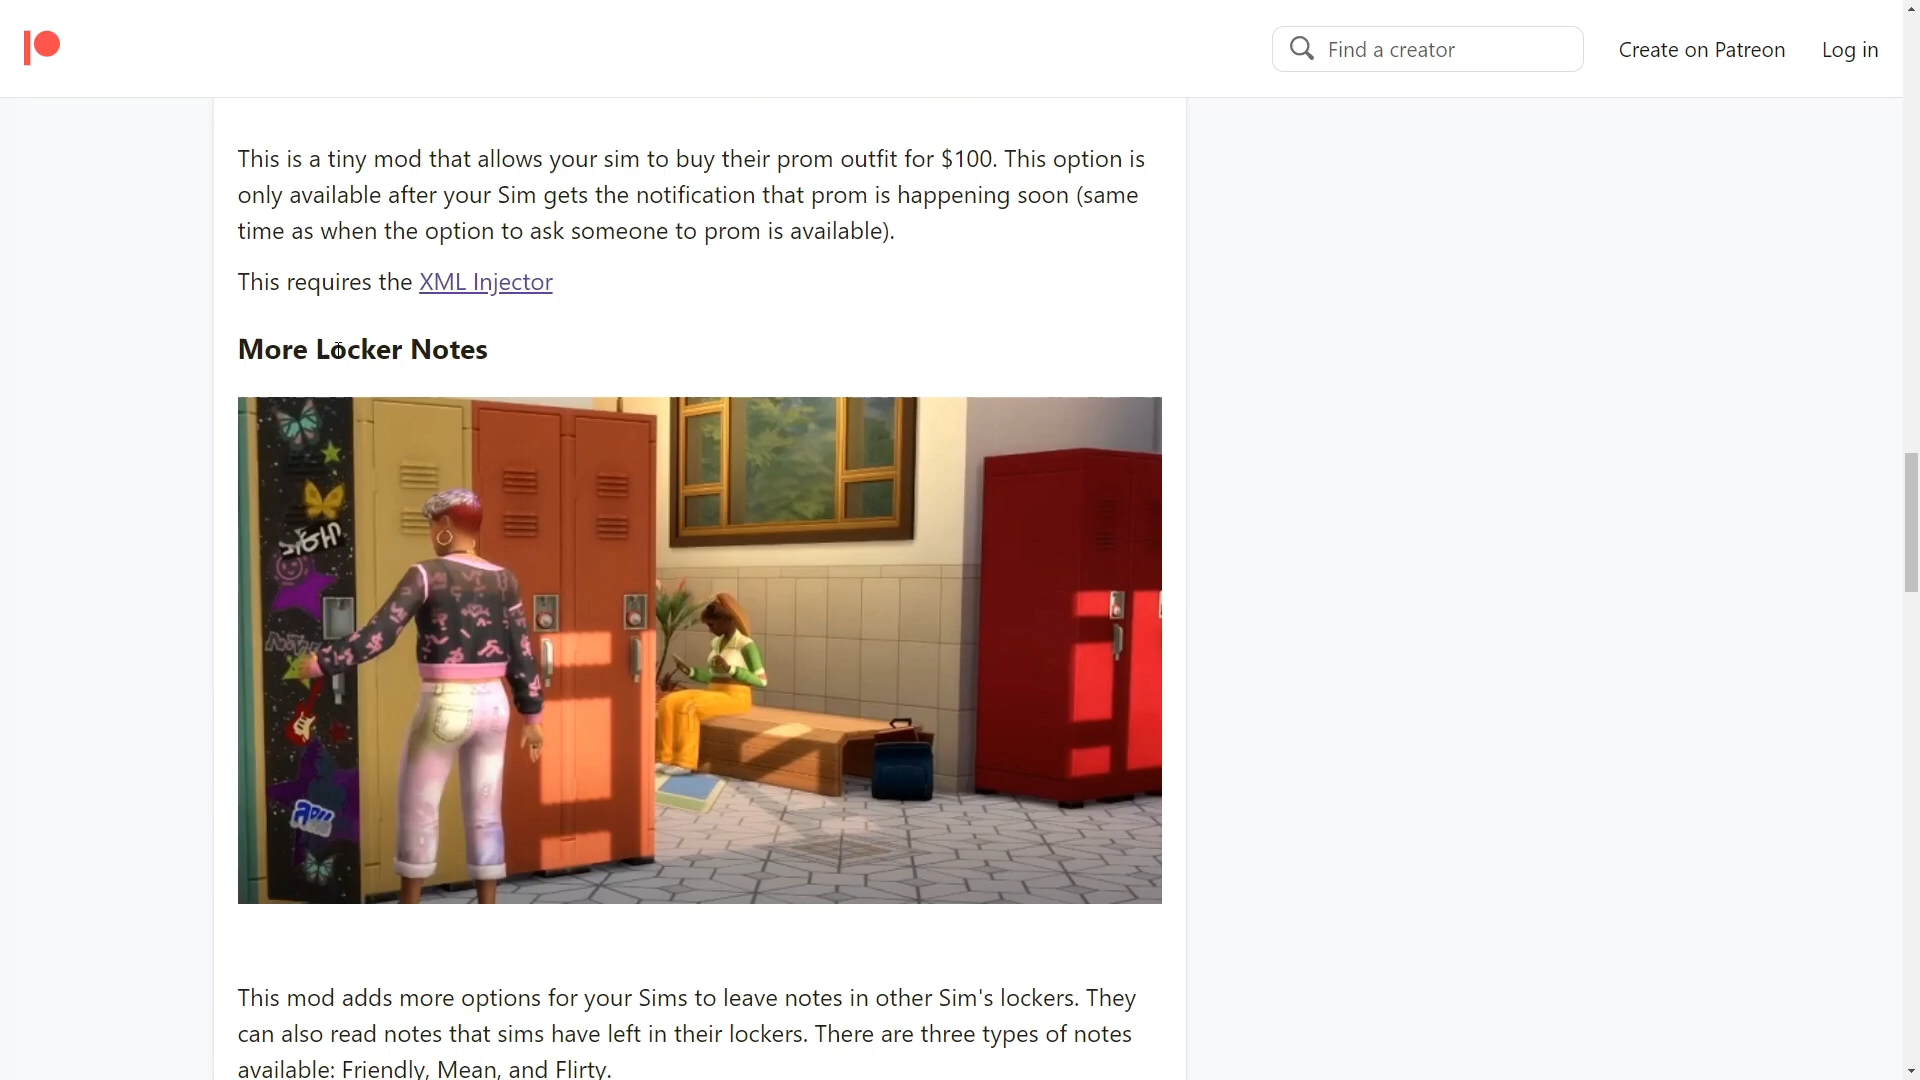 Find a creator
Create on Patreon
Log in
This is a tiny mod that allows your sim to buy their prom outfit for $100. This option is
only available after your Sim gets the notification that prom is happening soon (same
time as when the option to ask someone to prom is available).
This requires the XML Injector
More Locker Notes
This mod adds more options for your Sims to leave notes in other Sim's lockers. They
can also read notes that sims have left in their lockers. There are three types of notes
available: Friendly, Mean, and Flirty.